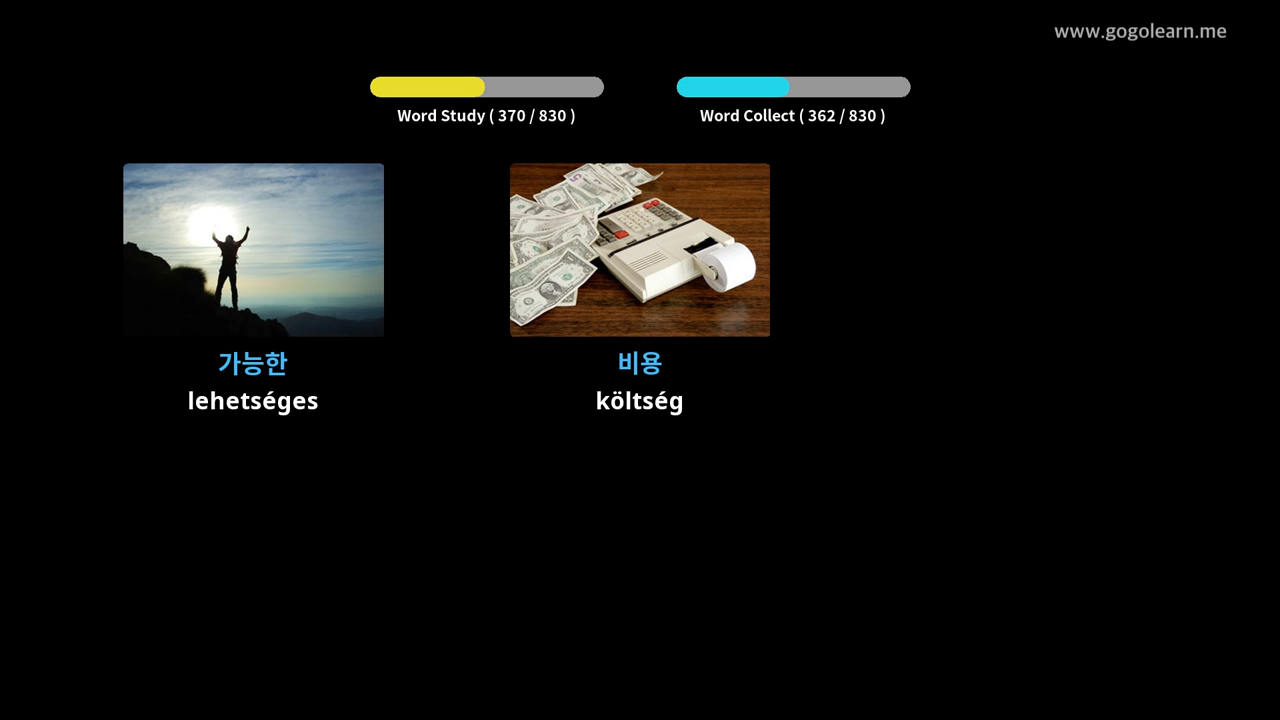 www.gogolearn.me
Word Study ( 370 / 830 )
Word Collect ( 362 / 830 )
가능한
lehetséges
비용
költség